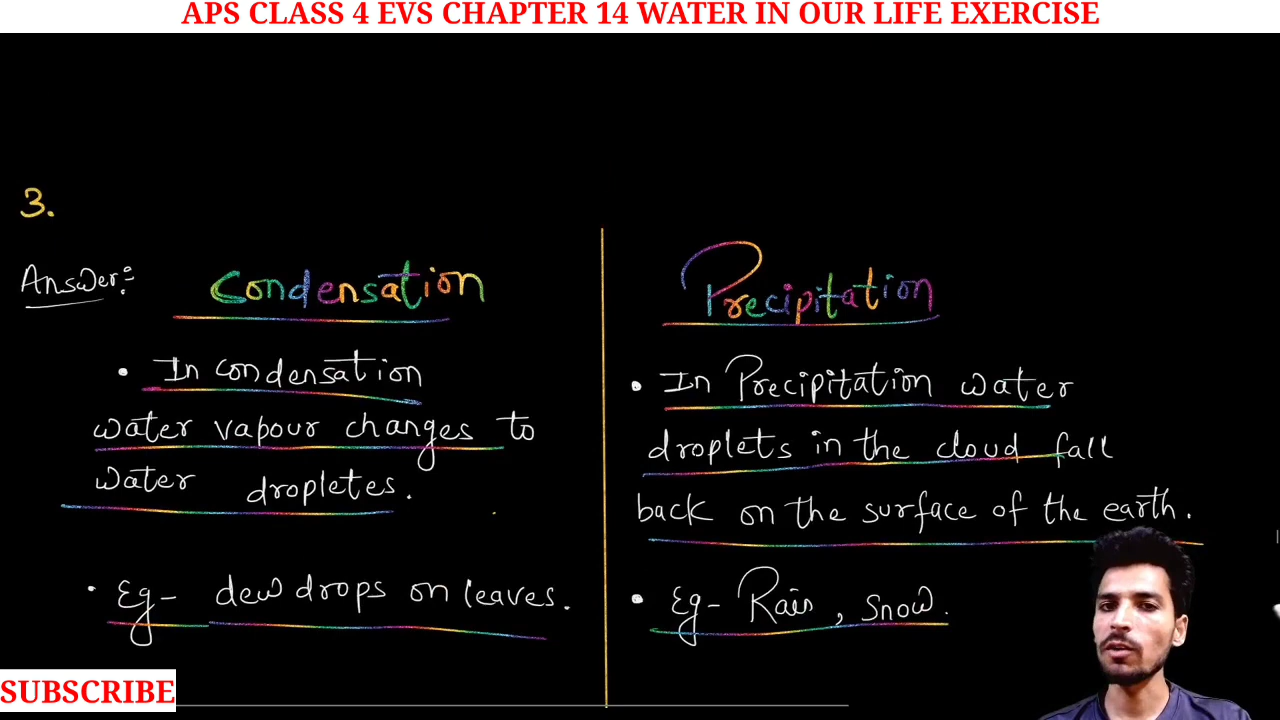 APS CLASS 4 EVS CHAPTER 14 WATER IN OUR LIFE EXERCISE
3.
Answer:
Condensation
• In condensation
water vapour changes to
water dropletes.
• Eg- dew drops on leaves.
Precipitation
• In Precipitation water
droplets in the cloud fall
back on the surface of the earth.
• Eg- Rain, Snow.
SUBSCRIBE